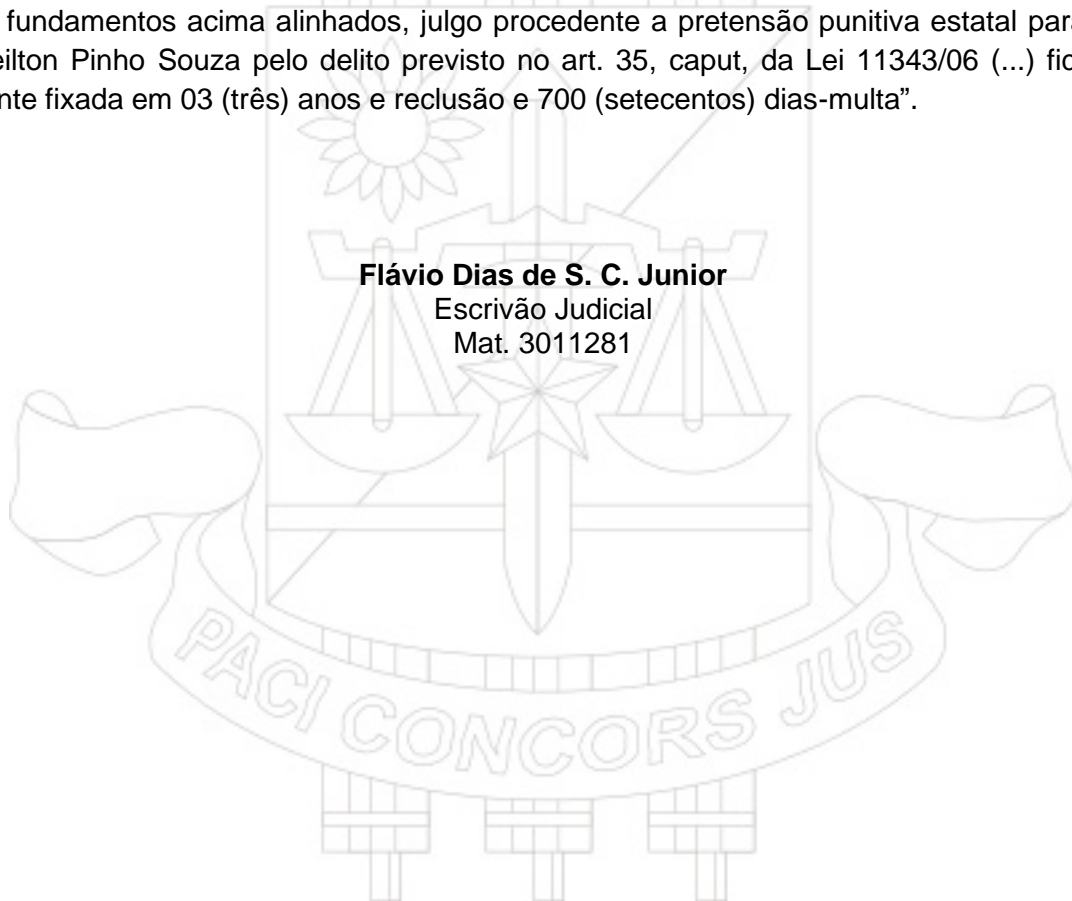 fundamentos acima alinhados, julgo procedente a pretensão punitiva estatal para
eilton Pinho Souza pelo delito previsto no art. 35, caput, da Lei 11343/06 (...) fic
nte fixada em 03 (três) anos e reclusão e 700 (setecentos) dias-multa”.
Flávio Dias de S. C. Junior
Escrivão Judicial
Mat. 3011281
PACI CONCORS JUS